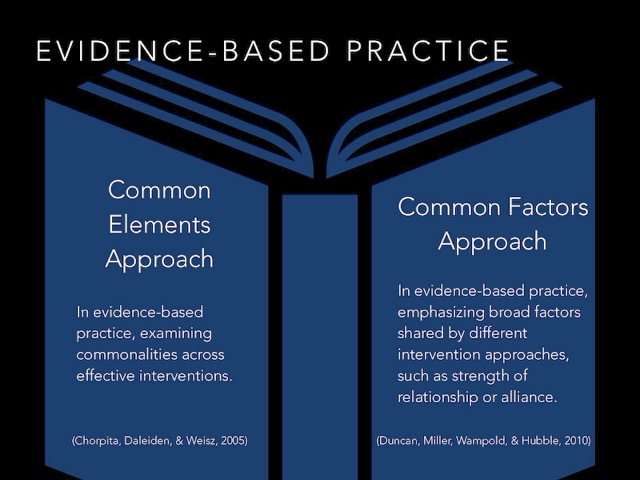 EVIDENCE-BASED PRACTICE
Common
Elements
Approach
In evidence-based
practice, examining
commonalities across
effective interventions.
(Chorpita, Daleiden, & Weisz, 2005)
Common Factors
Approach
In evidence-based practice,
emphasizing broad factors
shared by different
intervention approaches,
such as strength of
relationship or alliance.
(Duncan, Miller, Wampold, & Hubble, 2010)